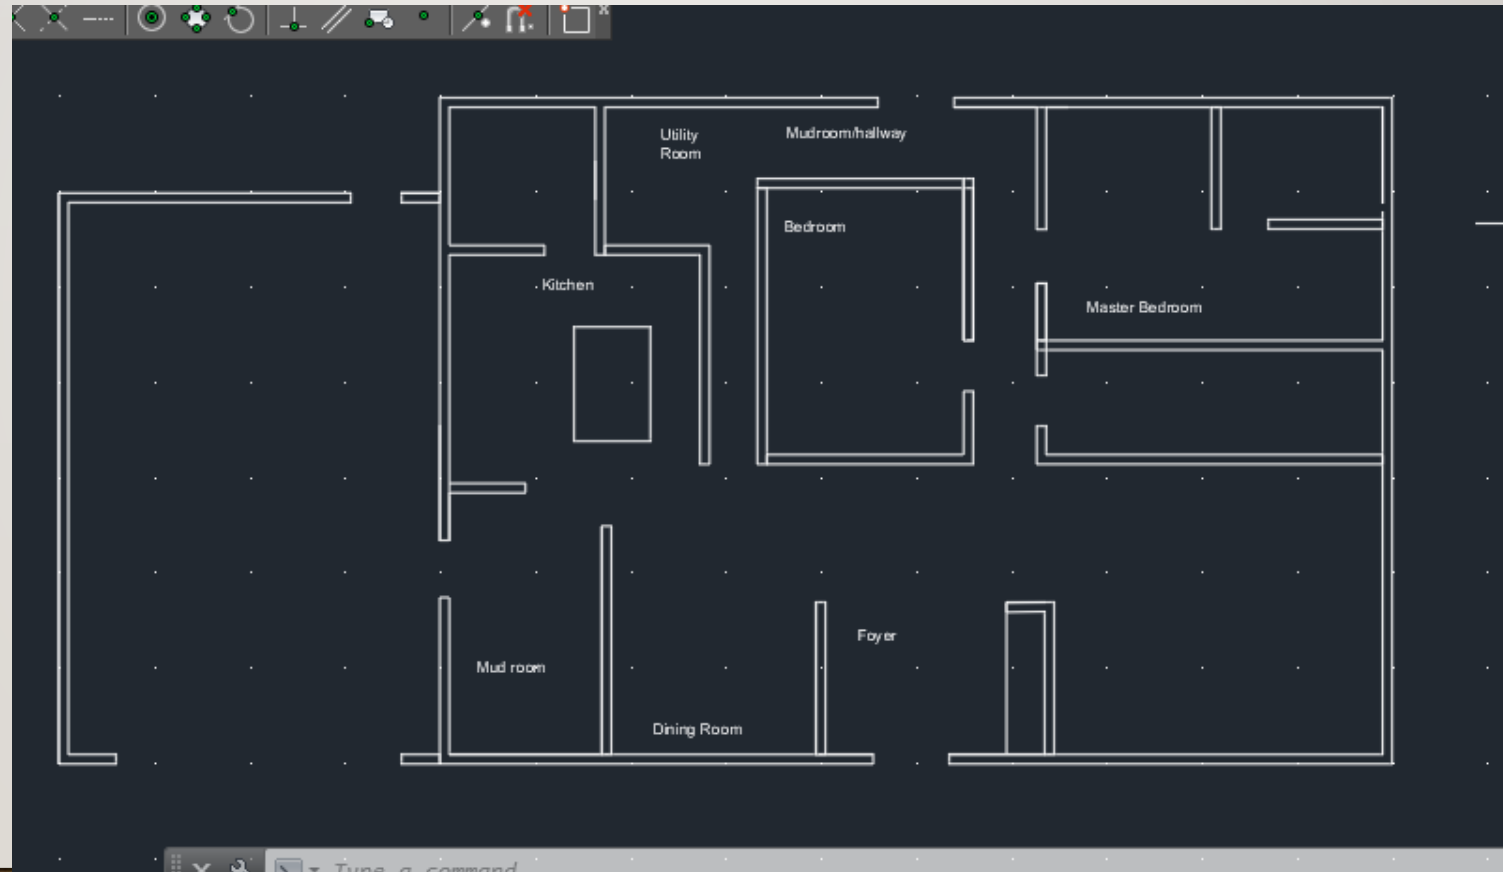 Utility
Room
Mudroom/hallway
Bedroom
Kitchen
Master Bedroom
Foyer
Mud room
Dining Room
Type a command